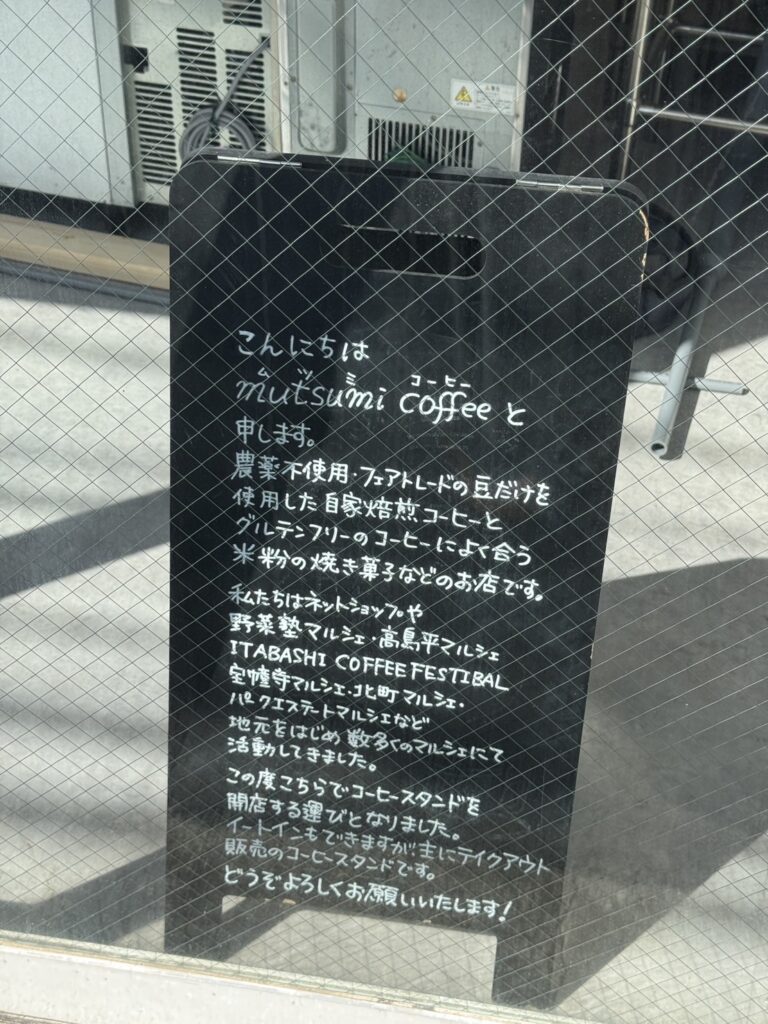 こんにちは
ムツミ コーヒー
mutsumi coffee と
申します。
農薬不使用・フェアトレードの豆だけを
使用した自家焙煎コーヒーと
グルテンフリーのコーヒーによく合う
米粉の焼き菓子などのお店です。
私たちはネットショップや
野菜塾マルシェ・高島平マルシェ
ITABASHI COFFEE FESTIBAL
宝幢寺マルシェ・北町マルシェ・
パークエステートマルシェなど
地元をはじめ数多くのマルシェにて
活動してきました。
この度こちらでコーヒースタンドを
開店する運びとなりました。
イートインもできますが主にテイクアウト
販売のコーヒースタンドです。
どうぞよろしくお願いいたします!